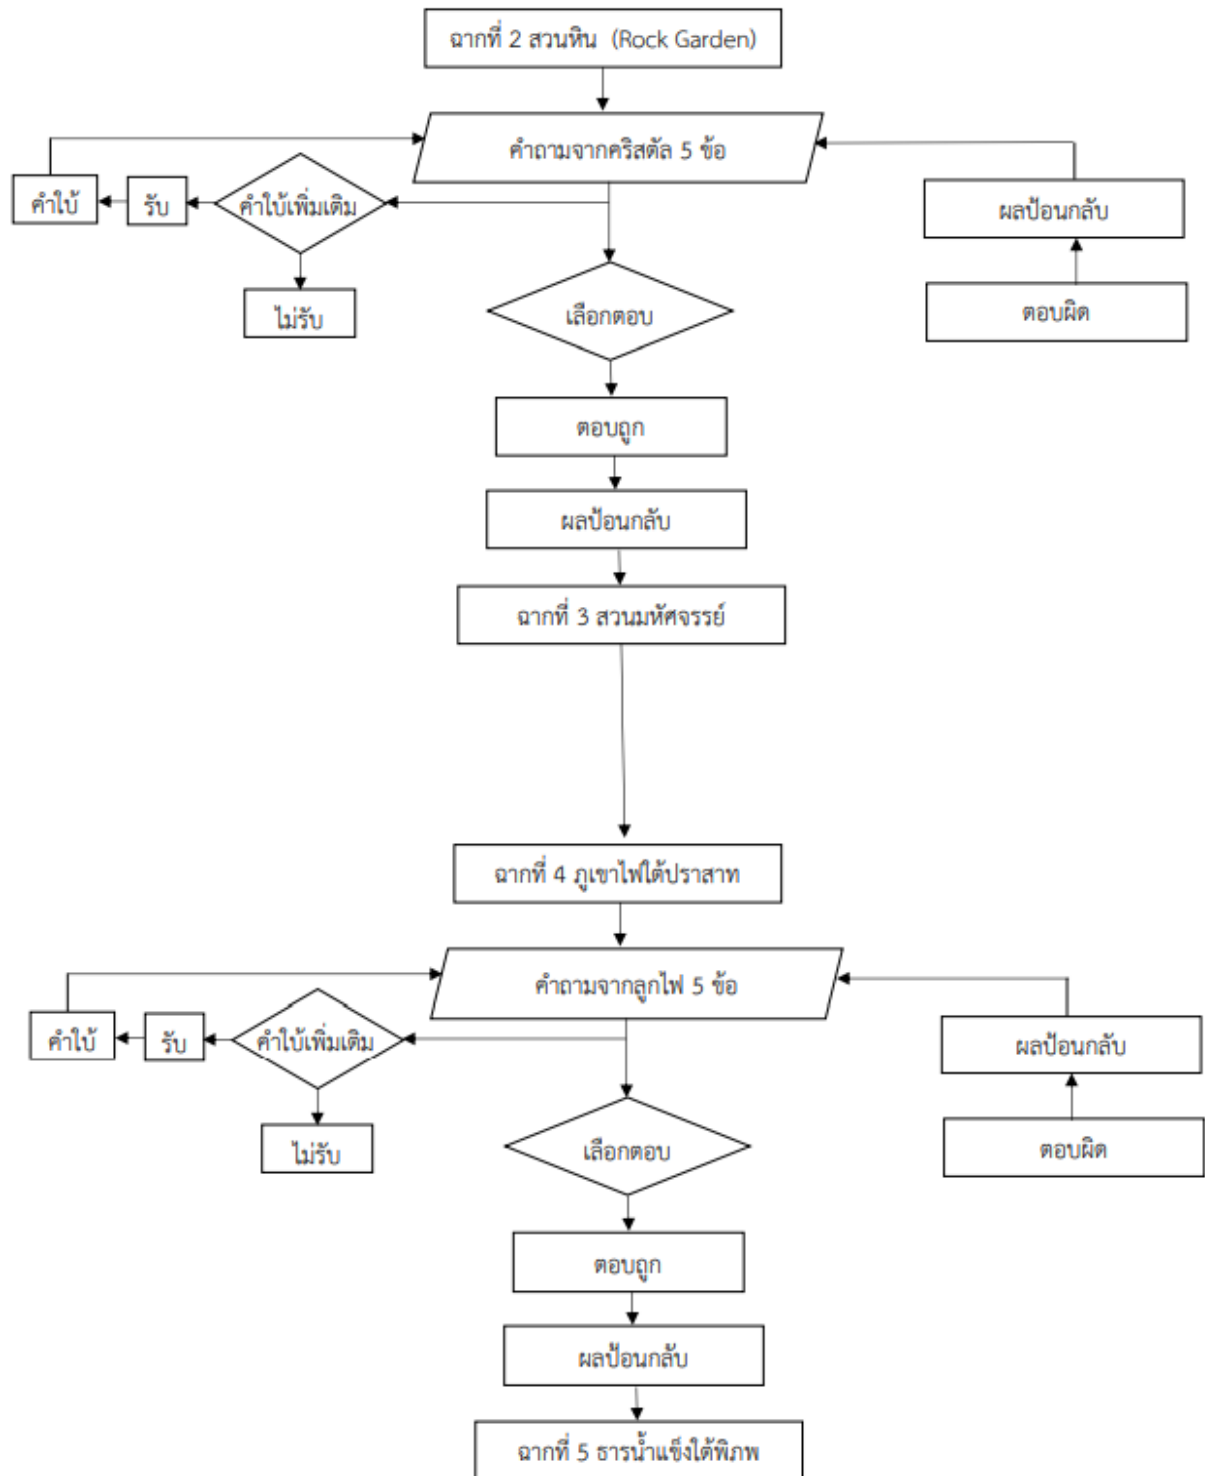 ฉากที่ 2 สวนหิน (Rock Garden)
คำถามจากคริสตัล 5 ข้อ
คำใบ้
รับ
คำใบ้เพิ่มเติม
ผลป้อนกลับ
ไม่รับ
เลือกตอบ
ตอบผิด
ตอบถูก
ผลป้อนกลับ
ฉากที่ 3 สวนมหัศจรรย์
ฉากที่ 4 ภูเขาไฟใต้ปราสาท
คำถามจากลูกไฟ 5 ข้อ
คำใบ้
รับ
คำใบ้เพิ่มเติม
ผลป้อนกลับ
ไม่รับ
เลือกตอบ
ตอบผิด
ตอบถูก
ผลป้อนกลับ
ฉากที่ 5 ธารน้ำแข็งใต้พิภพ